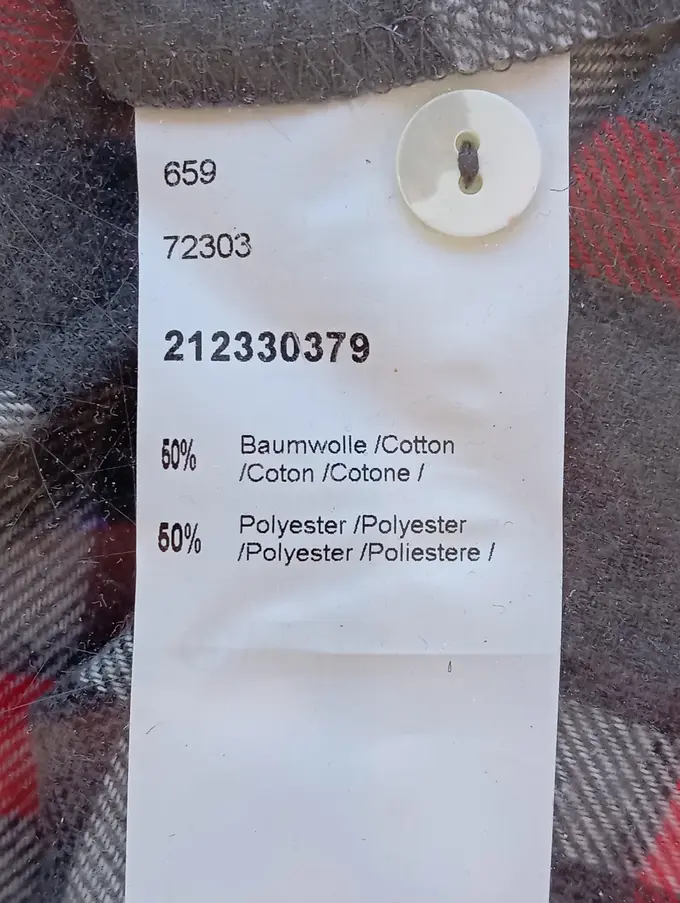 659
72303
212330379
50% Baumwolle /Cotton
/Coton /Cotone /
50% Polyester /Polyester
/Polyester /Poliestere /